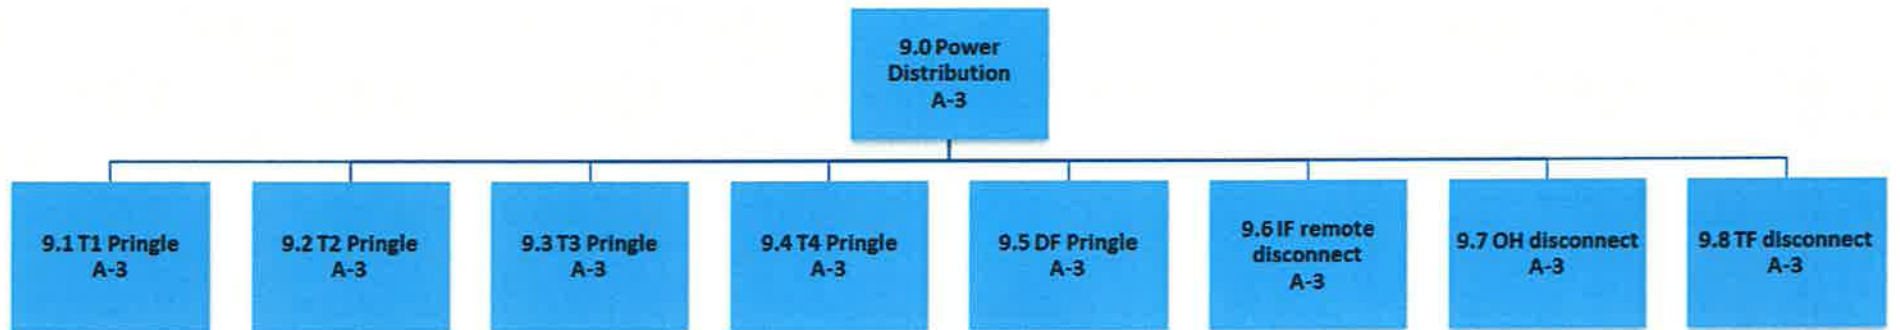 9.0 Power
Distribution
A-3
9.1 T1 Pringle
A-3
9.2 T2 Pringle
A-3
9.3 T3 Pringle
A-3
9.4 T4 Pringle
A-3
9.5 DF Pringle
A-3
9.6 IF remote
disconnect
A-3
9.7 OH disconnect
A-3
9.8 TF disconnect
A-3